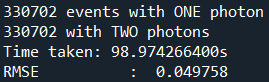 330702 events with ONE photon
330702 with TWO photons
Time taken: 98.974266400s
RMSE        :  0.049758